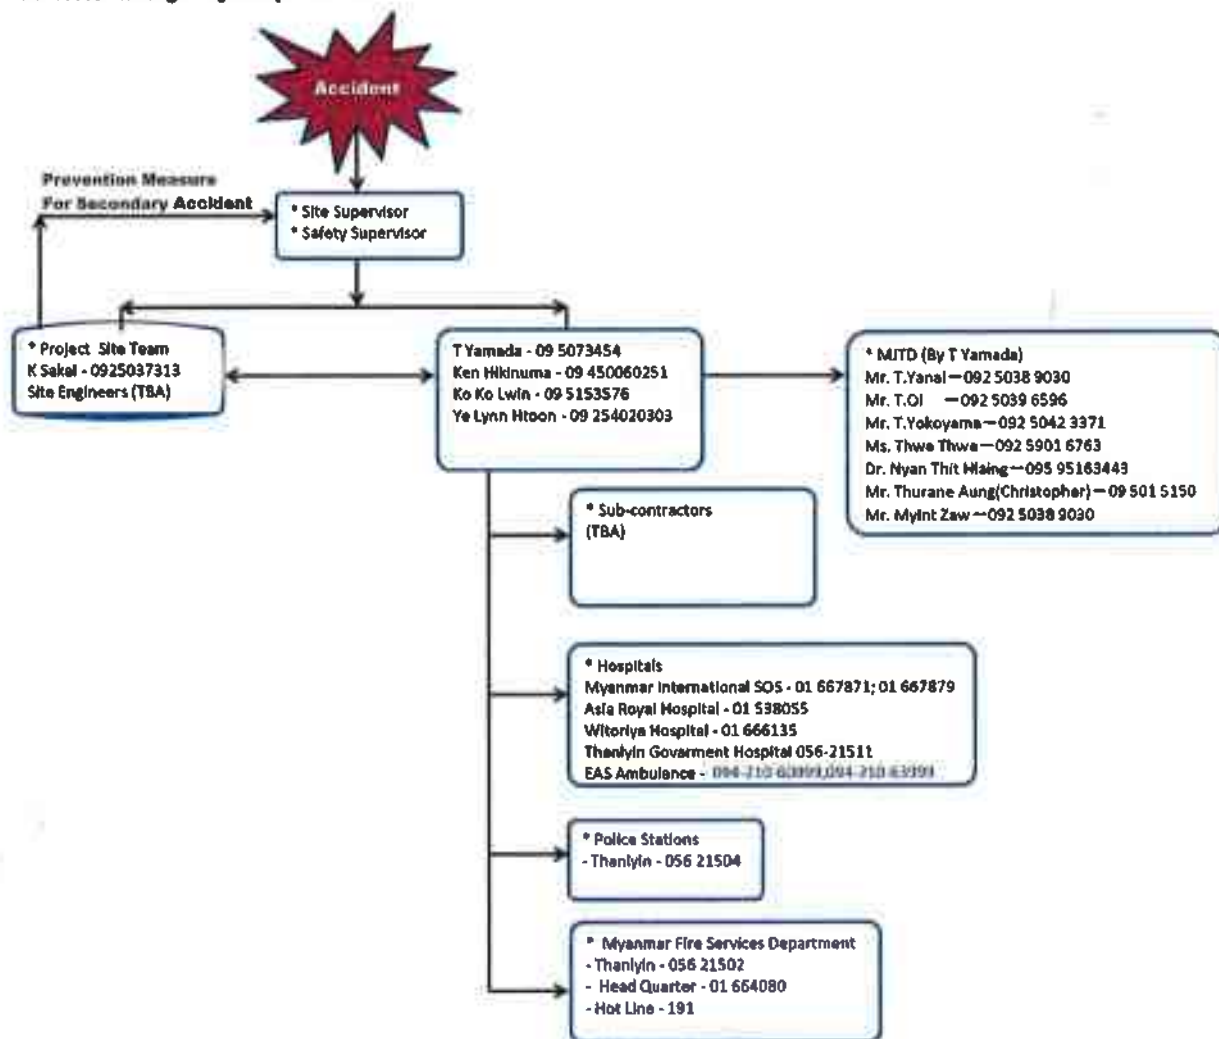 Accident
Prevention Measure
For Secondary Accident
* Site Supervisor
* Safety Supervisor
* Project Site Team
K Sakai - 0925037313
Site Engineers (TBA)
T Yamada - 09 5073454
Ken Hikinuma - 09 450060251
Ko Ko Lwin - 09 5153576
Ye Lynn Htoon - 09 254020303
* MJTD (By T Yamada)
Mr. T.Yanai—092 5038 9030
Mr. T.OI —092 5039 6596
Mr. T.Yokoyama—092 5042 3371
Ms. Thwe Thwe—092 5901 6763
Dr. Nyan Thit Hlaing—095 95163443
Mr. Thurane Aung(Christopher)—09 501 5150
Mr. Myint Zaw—092 5038 9030
* Sub-contractors
(TBA)
* Hospitals
Myanmar International SOS - 01 667871; 01 667879
Asia Royal Hospital - 01 538055
Witoriya Hospital - 01 666135
Thanlyin Govarment Hospital 056-21511
EAS Ambulance -
* Police Stations
- Thanlyin - 056 21504
* Myanmar Fire Services Department
- Thanlyin - 056 21502
- Head Quarter - 01 664080
- Hot Line - 191